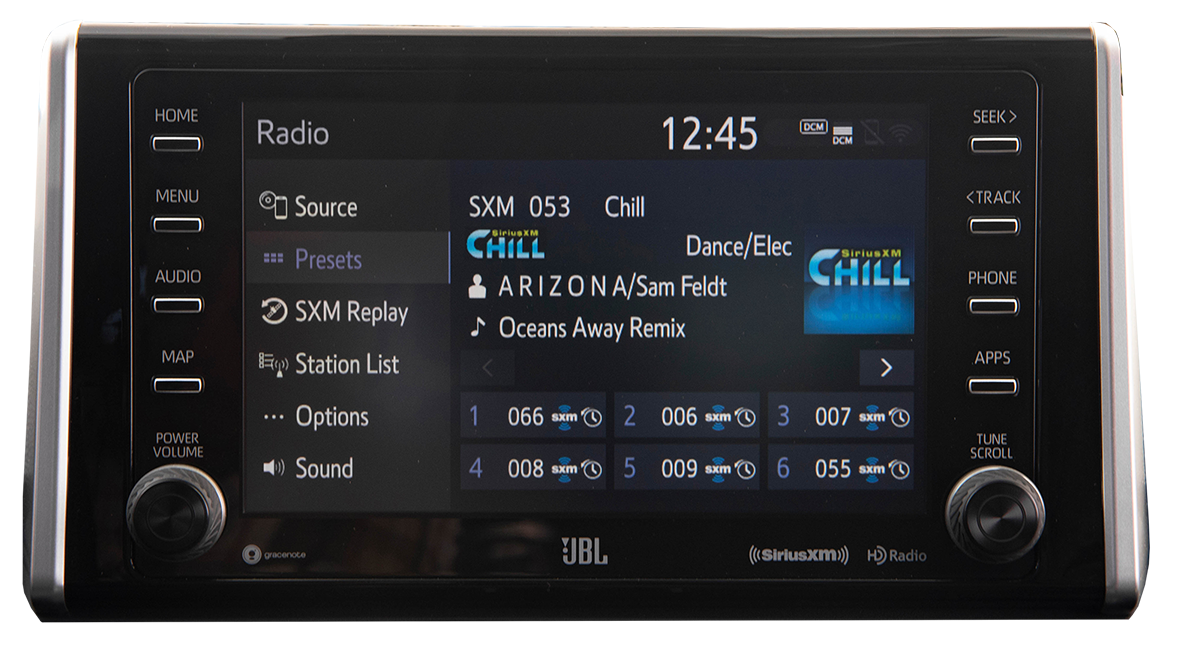 HOME
MENU
AUDIO
MAP
POWER
VOLUME
Radio
12:45
DCM
DCM
Source
Presets
SXM Replay
Station List
Options
Sound
SXM 053 Chill
SiriusXM
CHILL
Dance/Elec
A R I Z O N A/Sam Feldt
Oceans Away Remix
SiriusXM
CHILL
1 066 sxm
2 006 sxm
3 007 sxm
4 008 sxm
5 009 sxm
6 055 sxm
SEEK >
< TRACK
PHONE
APPS
TUNE
SCROLL
gracenote
JBL
((SiriusXM))
HD Radio